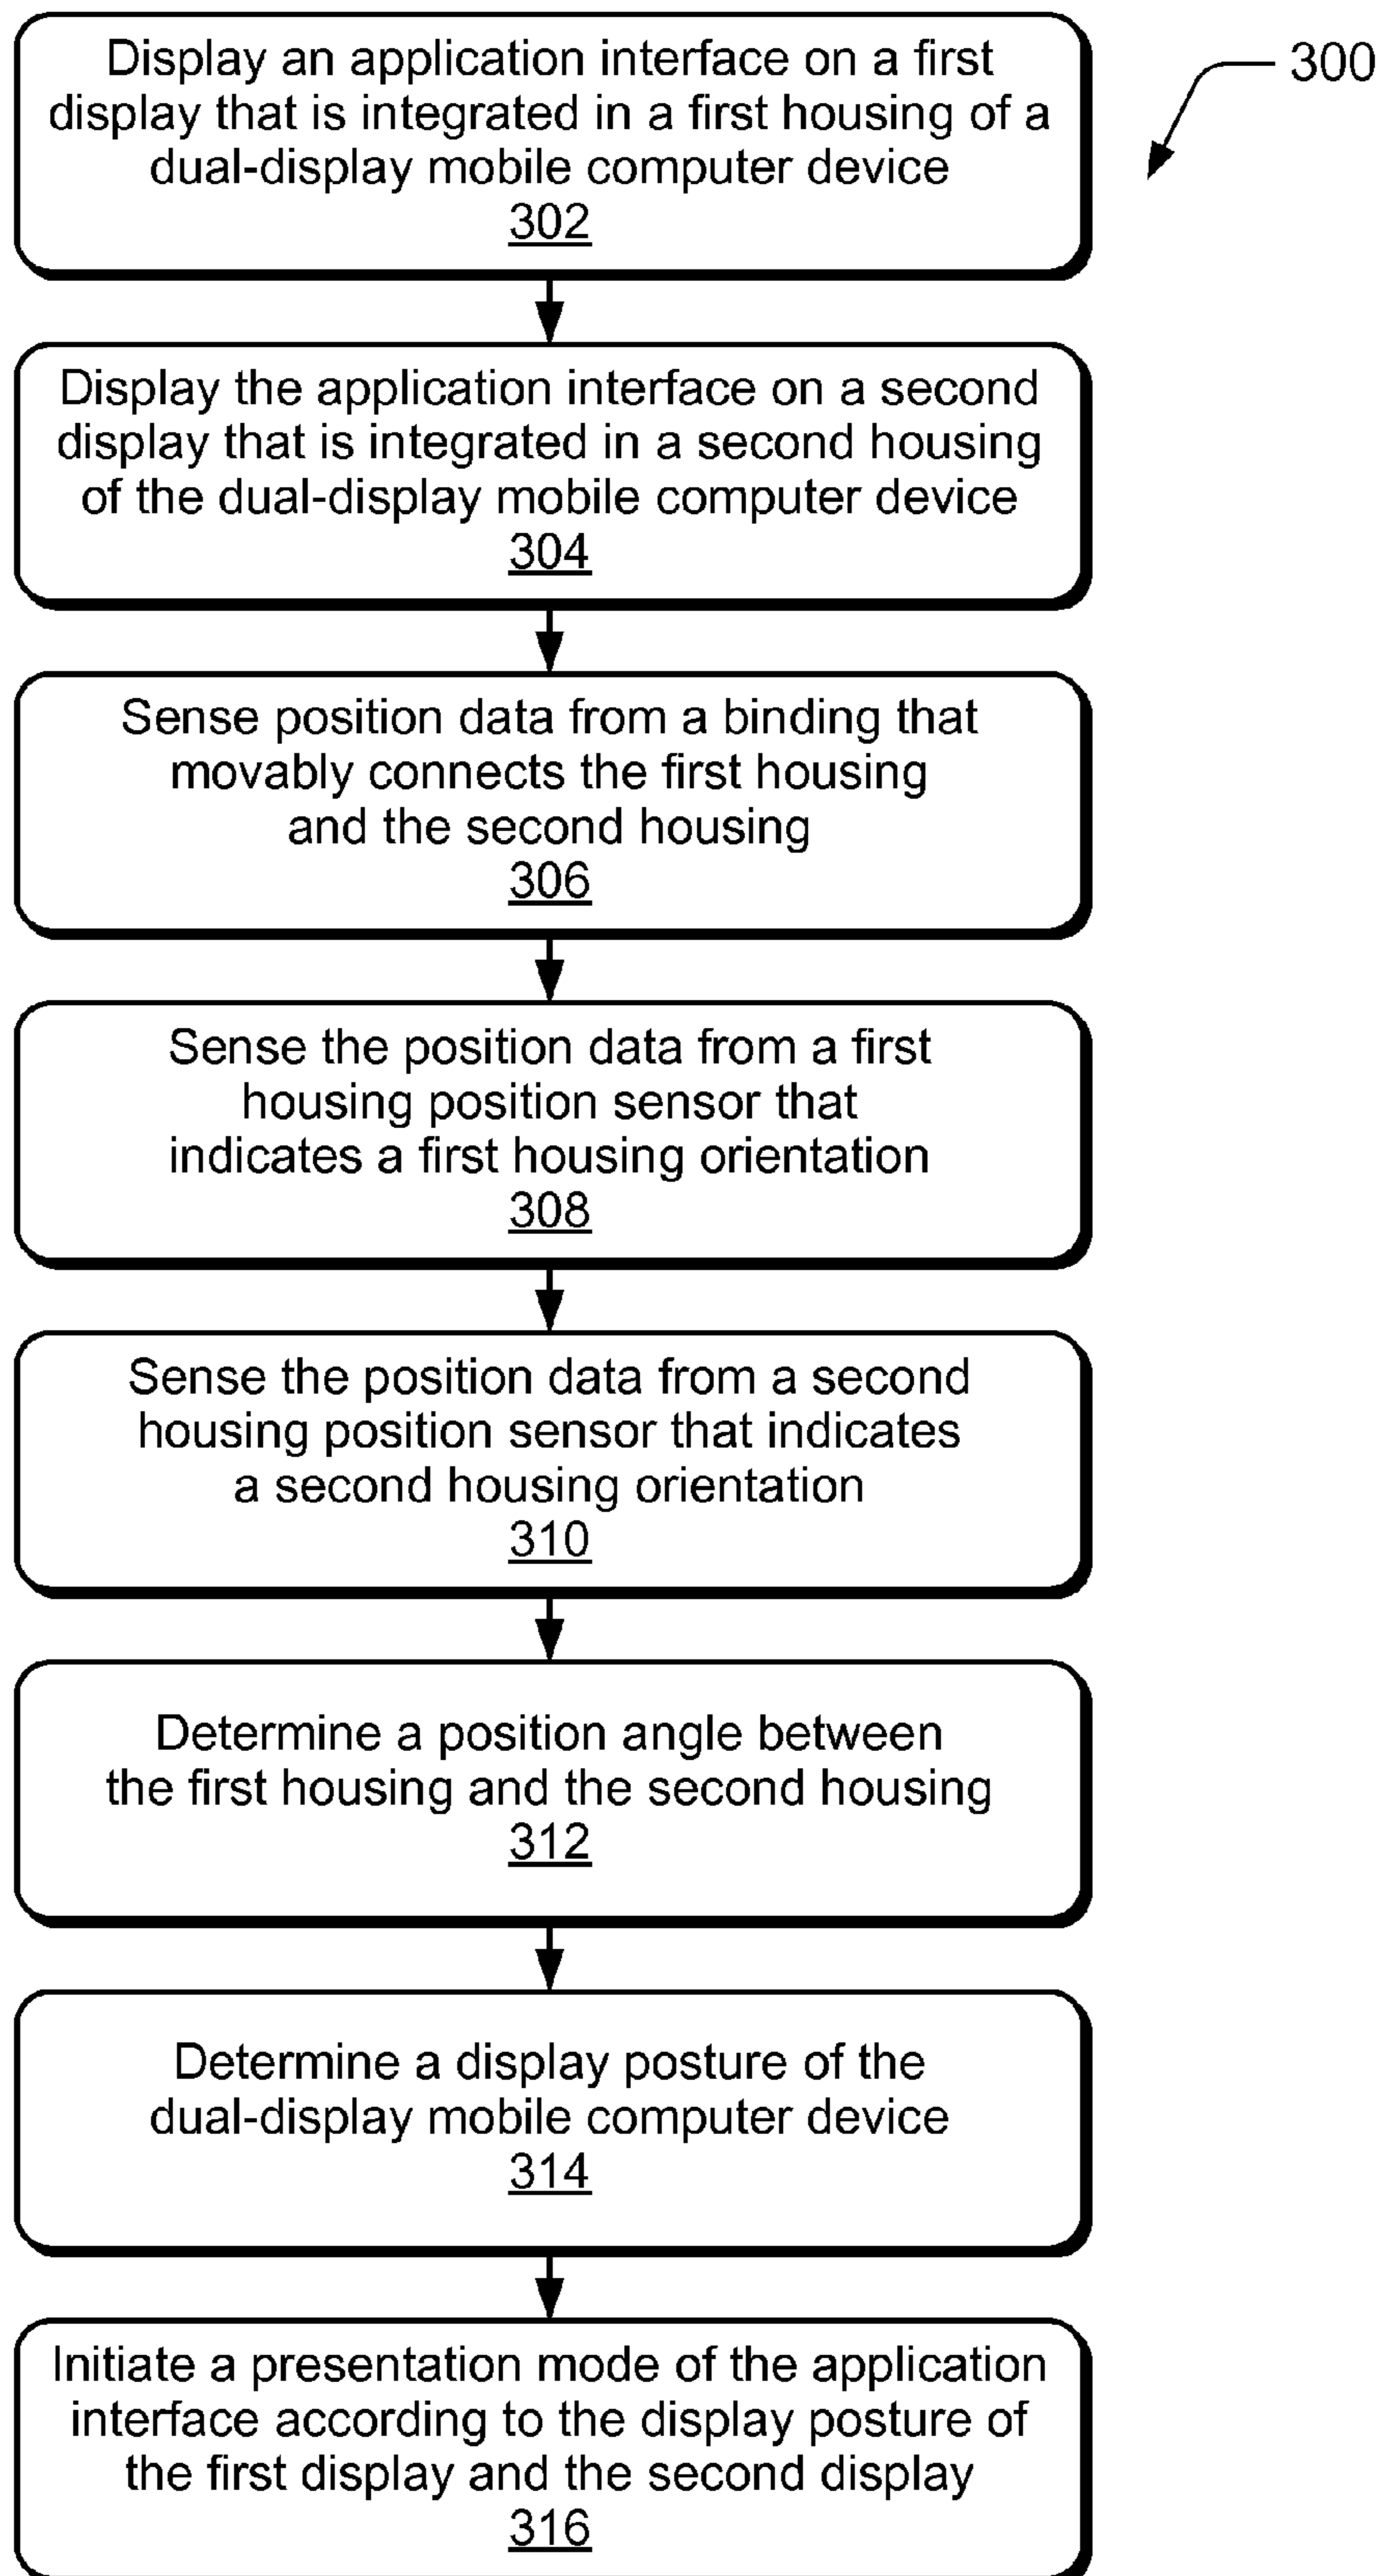 Display an application interface on a first
display that is integrated in a first housing of a
dual-display mobile computer device
302
300
Display the application interface on a second
display that is integrated in a second housing
of the dual-display mobile computer device
304
Sense position data from a binding that
movably connects the first housing
and the second housing
306
Sense the position data from a first
housing position sensor that
indicates a first housing orientation
308
Sense the position data from a second
housing position sensor that indicates
a second housing orientation
310
Determine a position angle between
the first housing and the second housing
312
Determine a display posture of the
dual-display mobile computer device
314
Initiate a presentation mode of the application
interface according to the display posture of
the first display and the second display
316